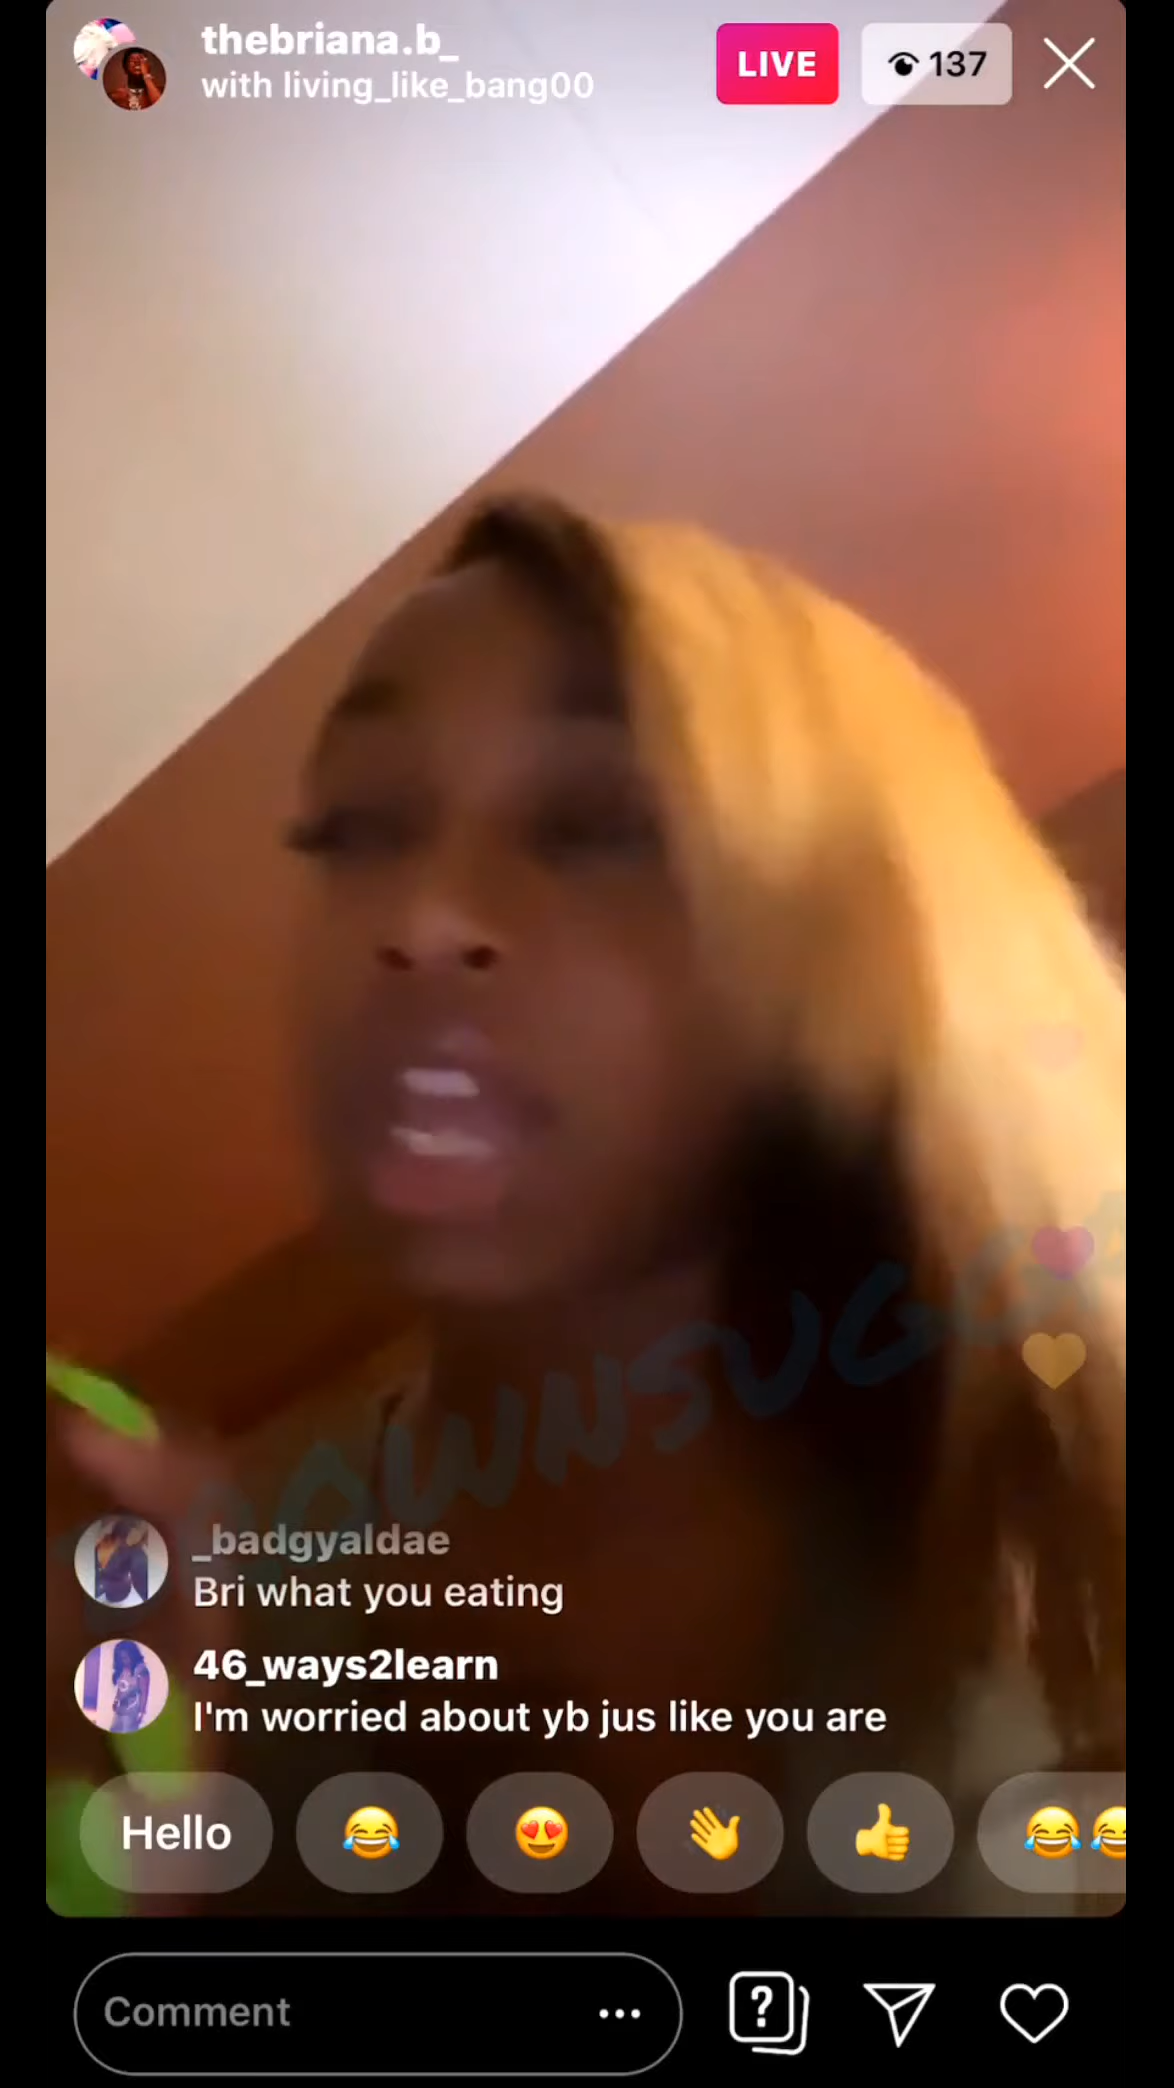 thebriana.b_
with living_like_bang00
LIVE
137
_badgyaldae
Bri what you eating
46_ways2learn
I'm worried about yb jus like you are
Hello
Comment